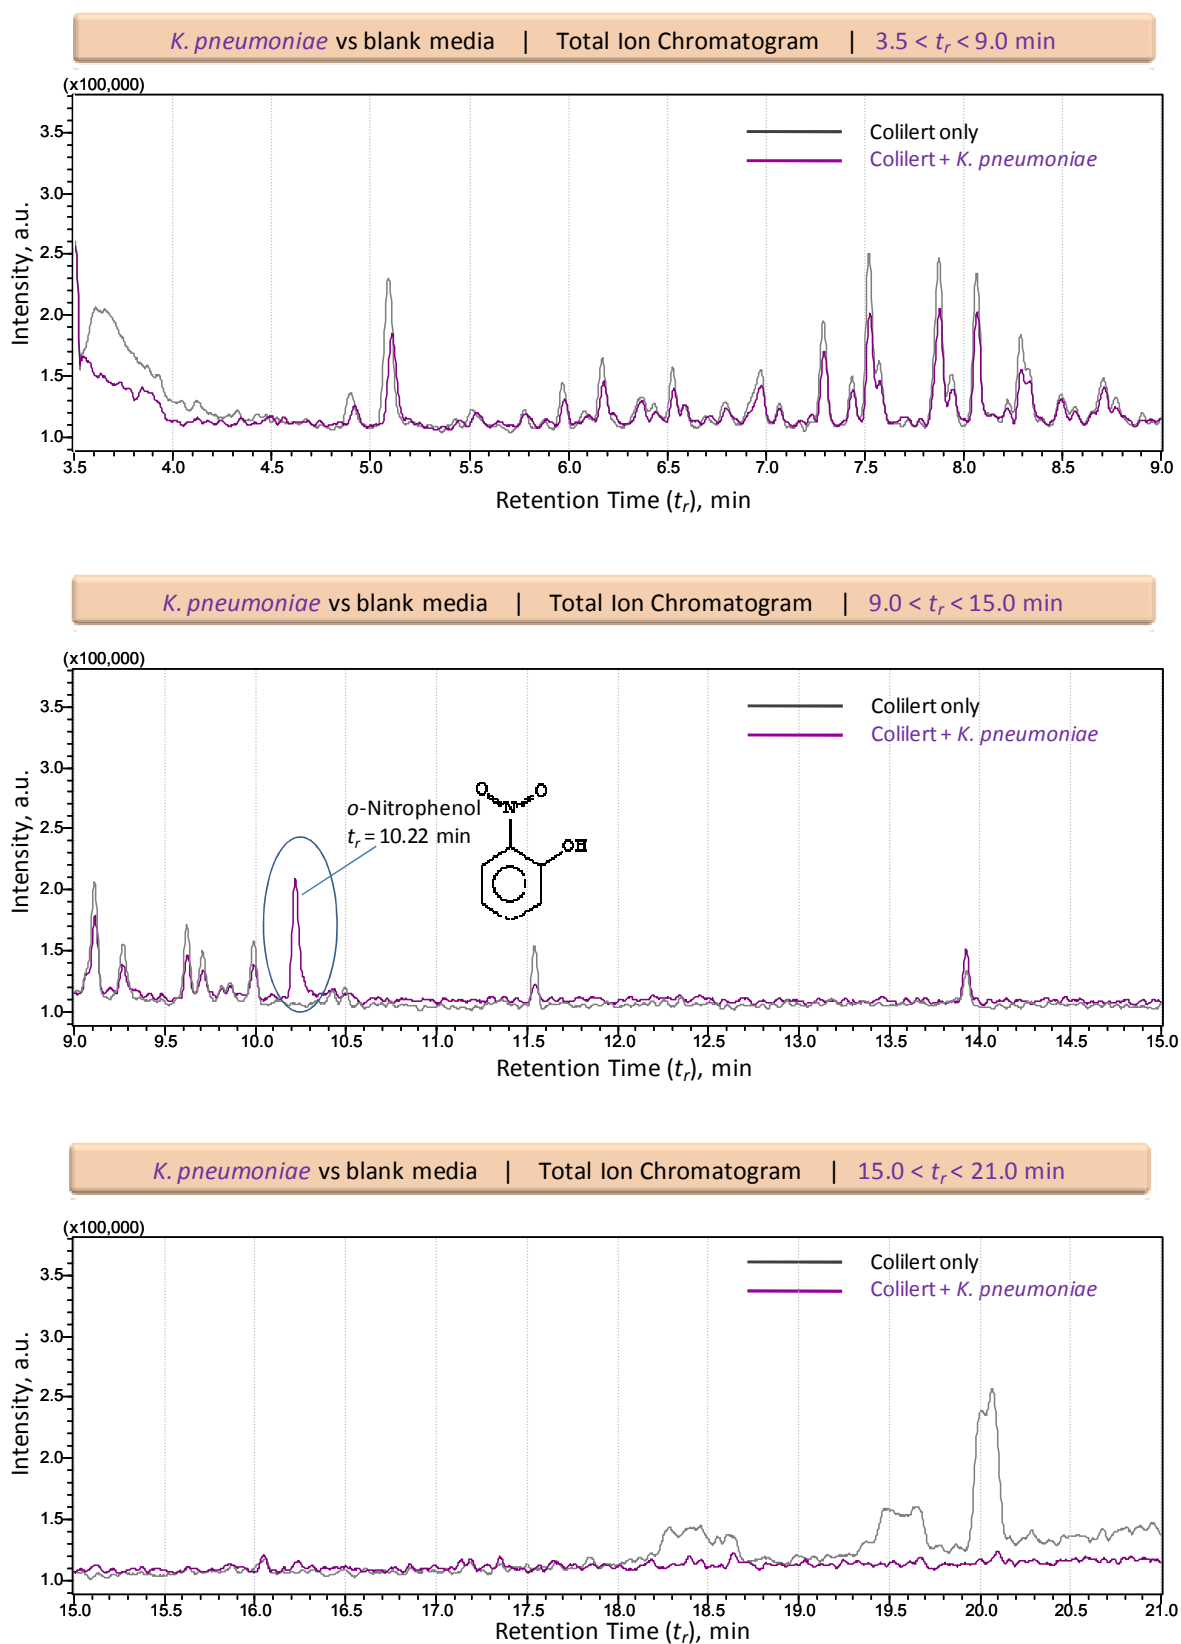 K. pneumoniae vs blank media | Total Ion Chromatogram | 3.5 < tr < 9.0 min
(x100,000)
Colilert only
Colilert + K. pneumoniae
Intensity, a.u.
3.5
3.0
2.5
2.0
1.5
1.0
3.5 4.0 4.5 5.0 5.5 6.0 6.5 7.0 7.5 8.0 8.5 9.0
Retention Time (tr), min
K. pneumoniae vs blank media | Total Ion Chromatogram | 9.0 < tr < 15.0 min
(x100,000)
Colilert only
Colilert + K. pneumoniae
Intensity, a.u.
3.5
3.0
2.5
2.0
1.5
1.0
o-Nitrophenol
tr = 10.22 min
O N O
OH
9.0 9.5 10.0 10.5 11.0 11.5 12.0 12.5 13.0 13.5 14.0 14.5 15.0
Retention Time (tr), min
K. pneumoniae vs blank media | Total Ion Chromatogram | 15.0 < tr < 21.0 min
(x100,000)
Colilert only
Colilert + K. pneumoniae
Intensity, a.u.
3.5
3.0
2.5
2.0
1.5
1.0
15.0 15.5 16.0 16.5 17.0 17.5 18.0 18.5 19.0 19.5 20.0 20.5 21.0
Retention Time (tr), min